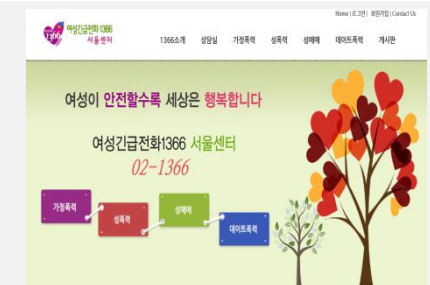 Home | 로그인 | 회원가입 | Contact Us
여성긴급전화 1366
서울센터
1366
1366소개 상담실 가정폭력 성폭력 성매매 데이트폭력 게시판
여성이 안전할수록 세상은 행복합니다
여성긴급전화1366 서울센터
02-1366
가정폭력
성폭력
성매매
데이트폭력